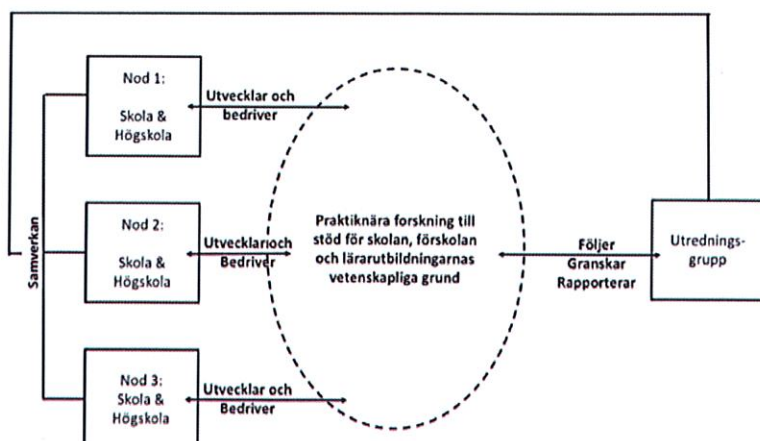 Nod 1:
Skola &
Högskola
Utvecklar och
bedriver
Samverkan
Nod 2:
Skola &
Högskola
Utvecklar och
Bedriver
Praktiknära forskning till
stöd för skolan, förskolan
och lärarutbildningarnas
vetenskapliga grund
Följer
Granskar
Rapporterar
Utrednings-
grupp
Nod 3:
Skola &
Högskola
Utvecklar och
Bedriver